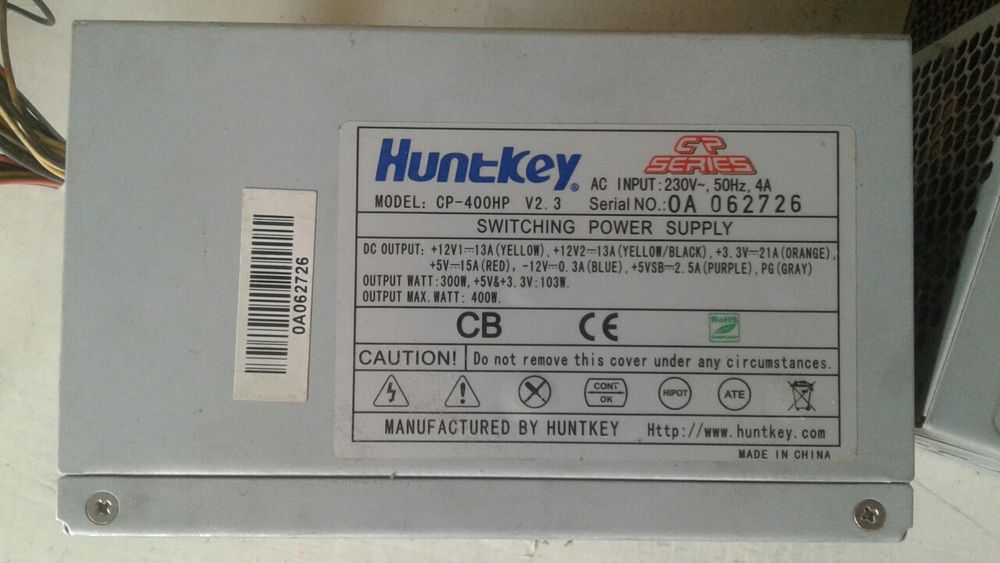 Huntkey®
CP SERIES
AC INPUT:230V~, 50Hz, 4A
MODEL: CP-400HP V2.3
Serial NO.:0A 062726
SWITCHING POWER SUPPLY
DC OUTPUT: +12V1⎓13A(YELLOW), +12V2⎓13A(YELLOW/BLACK), +3.3V⎓21A(ORANGE),
+5V⎓15A(RED), -12V⎓0.3A(BLUE), +5VSB⎓2.5A(PURPLE), PG(GRAY)
OUTPUT WATT:300W, +5V&+3.3V:103W.
OUTPUT MAX. WATT: 400W.
CB CE RoHS
COMPLIANT
CAUTION! Do not remove this cover under any circumstances.
CONT OK HIPOT ATE
MANUFACTURED BY HUNTKEY Http://www.huntkey.com
MADE IN CHINA
0A062726